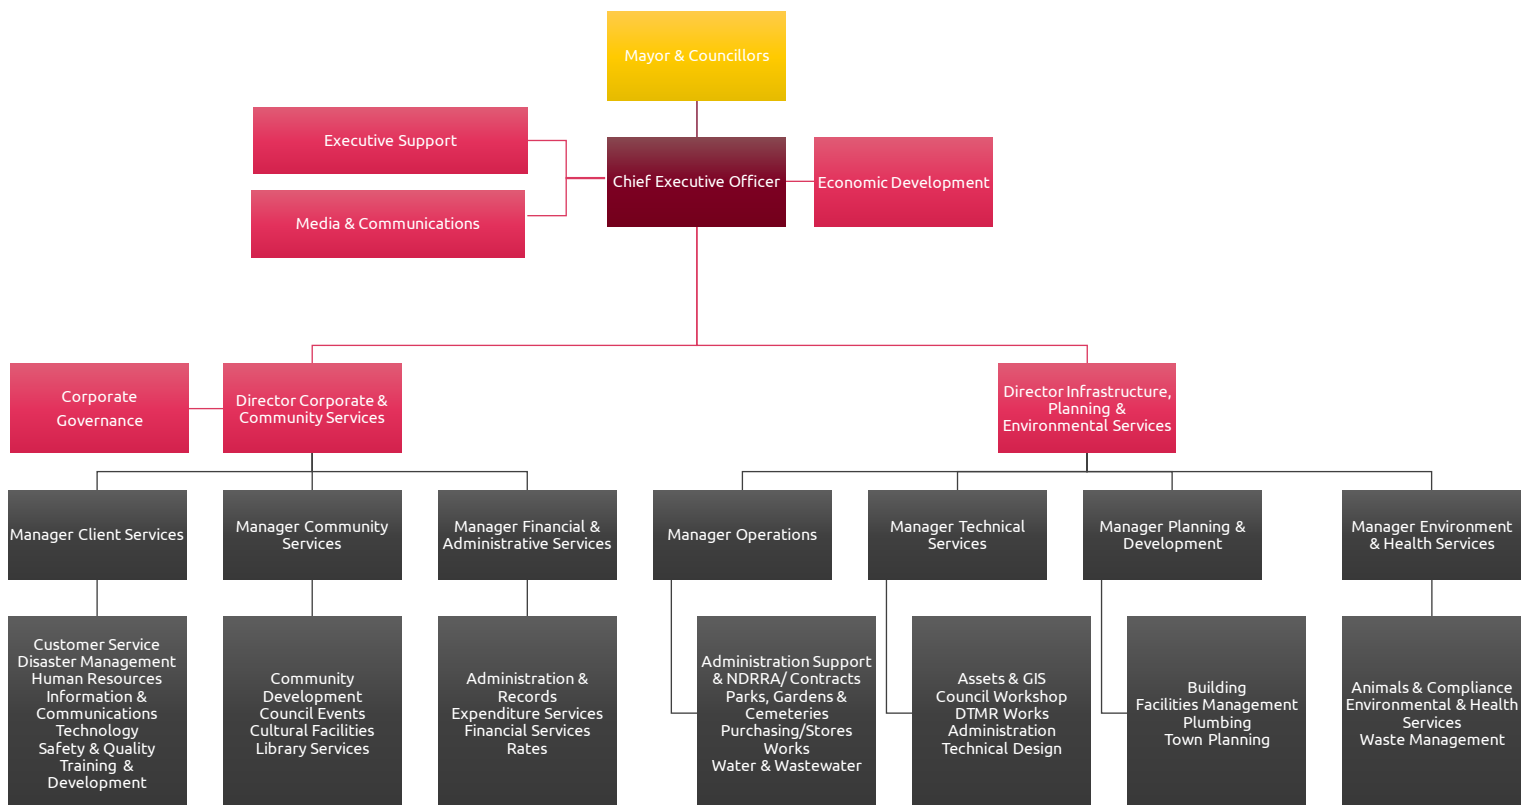 Mayor & Councillors
Executive Support
Chief Executive Officer
Economic Development
Media & Communications
Corporate
Governance
Director Corporate &
Community Services
Director Infrastructure,
Planning &
Environmental Services
Manager Client Services
Manager Community
Services
Manager Financial &
Administrative Services
Manager Operations
Manager Technical
Services
Manager Planning &
Development
Manager Environment
& Health Services
Customer Service
Disaster Management
Human Resources
Information &
Communications
Technology
Safety & Quality
Training &
Development
Community
Development
Council Events
Cultural Facilities
Library Services
Administration &
Records
Expenditure Services
Financial Services
Rates
Administration Support
& NDRRA/ Contracts
Parks, Gardens &
Cemeteries
Purchasing/Stores
Works
Water & Wastewater
Assets & GIS
Council Workshop
DTMR Works
Administration
Technical Design
Building
Facilities Management
Plumbing
Town Planning
Animals & Compliance
Environmental & Health
Services
Waste Management